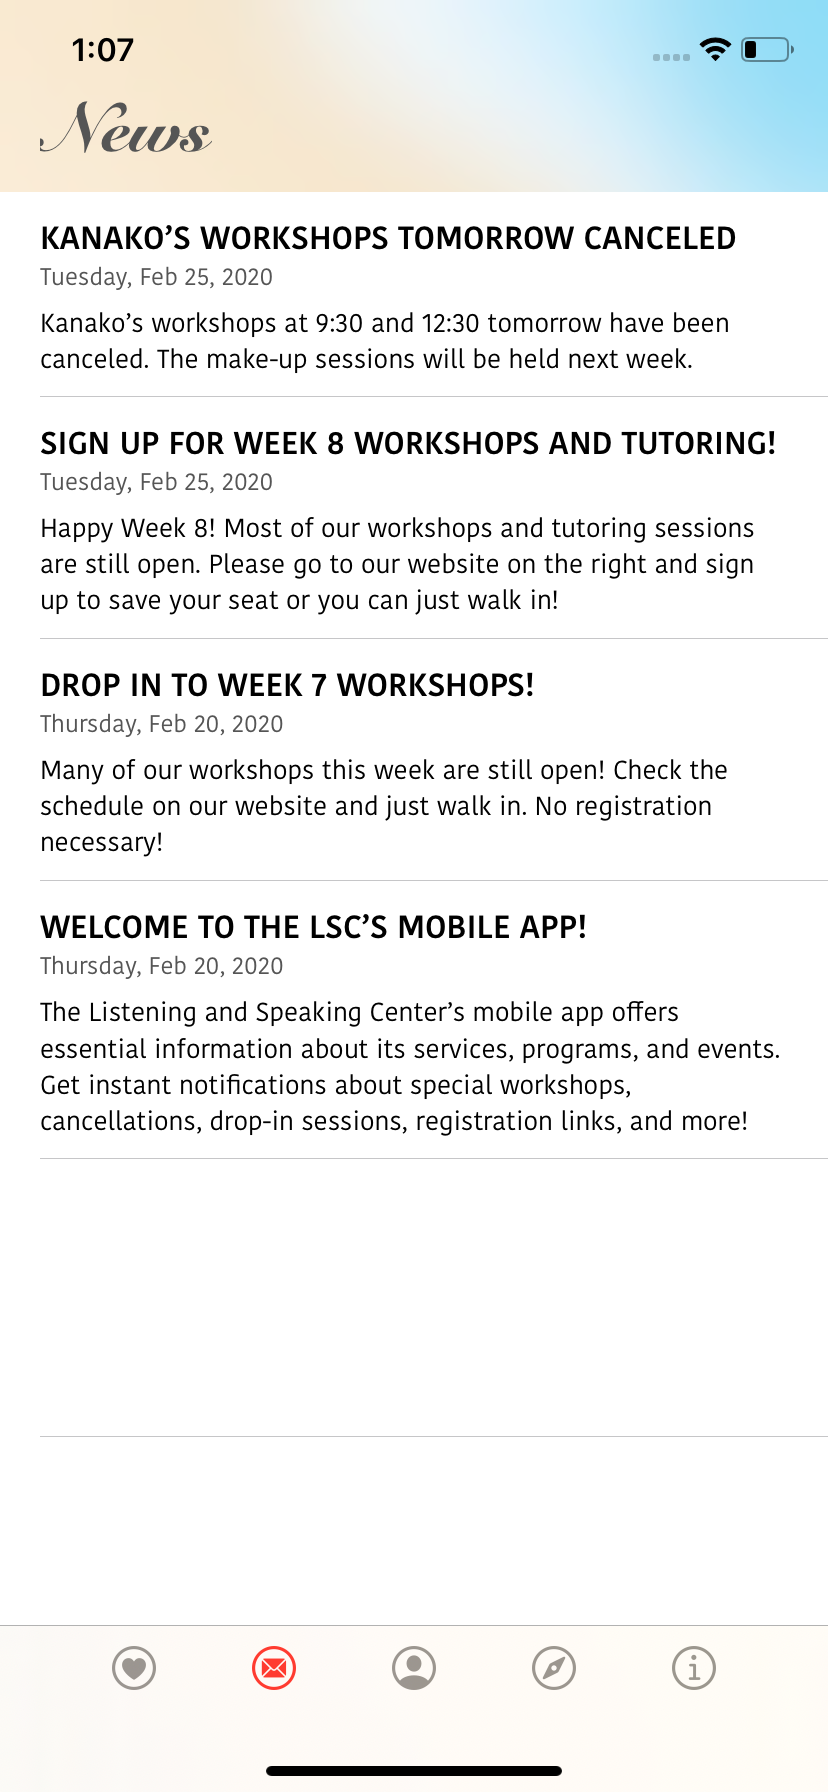 1:07
News
KANAKO’S WORKSHOPS TOMORROW CANCELED
Tuesday, Feb 25, 2020
Kanako’s workshops at 9:30 and 12:30 tomorrow have been
canceled. The make-up sessions will be held next week.
SIGN UP FOR WEEK 8 WORKSHOPS AND TUTORING!
Tuesday, Feb 25, 2020
Happy Week 8! Most of our workshops and tutoring sessions
are still open. Please go to our website on the right and sign
up to save your seat or you can just walk in!
DROP IN TO WEEK 7 WORKSHOPS!
Thursday, Feb 20, 2020
Many of our workshops this week are still open! Check the
schedule on our website and just walk in. No registration
necessary!
WELCOME TO THE LSC’S MOBILE APP!
Thursday, Feb 20, 2020
The Listening and Speaking Center’s mobile app offers
essential information about its services, programs, and events.
Get instant notifications about special workshops,
cancellations, drop-in sessions, registration links, and more!